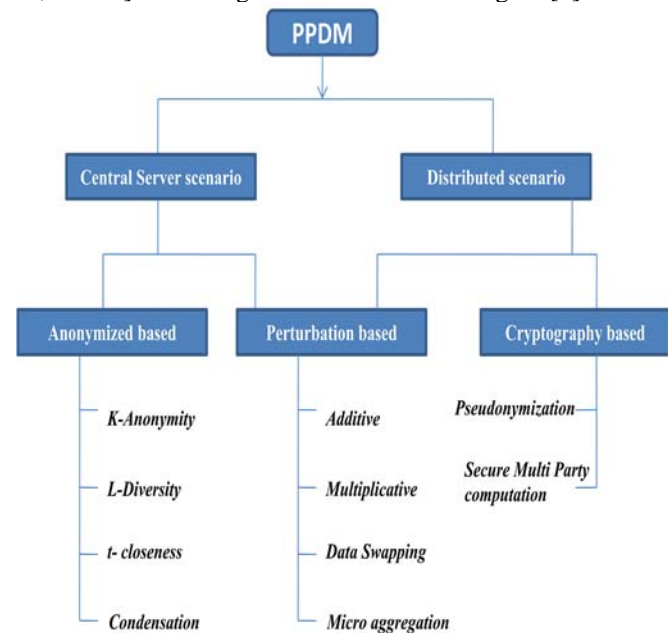 PPDM
Central Server scenario
Distributed scenario
Anonymized based
Perturbation based
Cryptography based
K-Anonymity
L-Diversity
t- closeness
Condensation
Additive
Multiplicative
Data Swapping
Micro aggregation
Pseudonymization
Secure Multi Party
computation